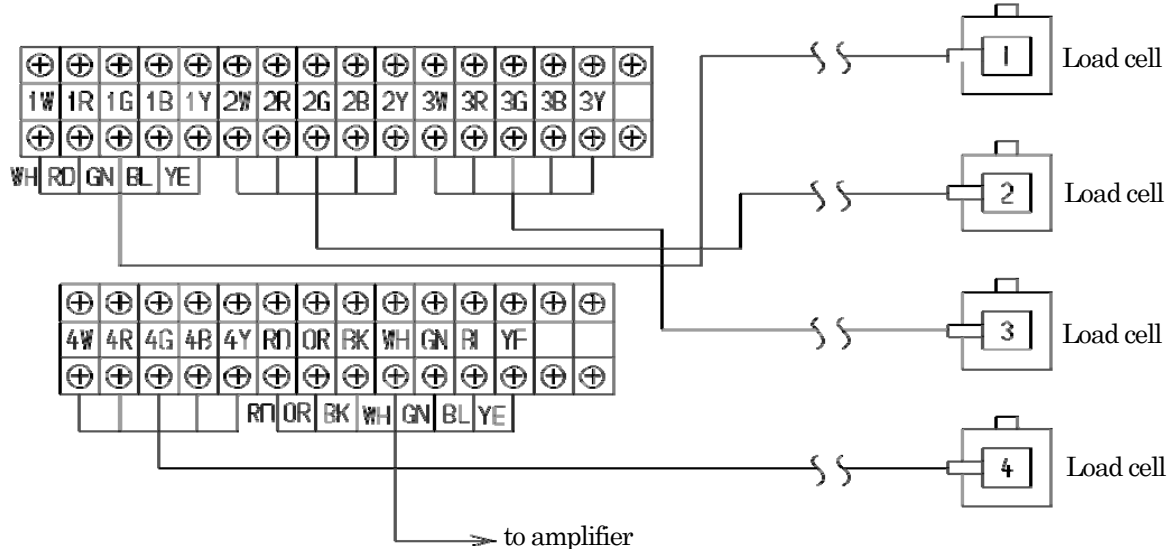 1 Load cell
1W 1R 1G 1B 1Y 2W 2R 2G 2B 2Y 3W 3R 3G 3B 3Y
WH RD GN BL YE
2 Load cell
4W 4R 4G 4B 4Y RD OR BK WH GN BL YE
3 Load cell
RD OR BK WH GN BL YE
4 Load cell
to amplifier